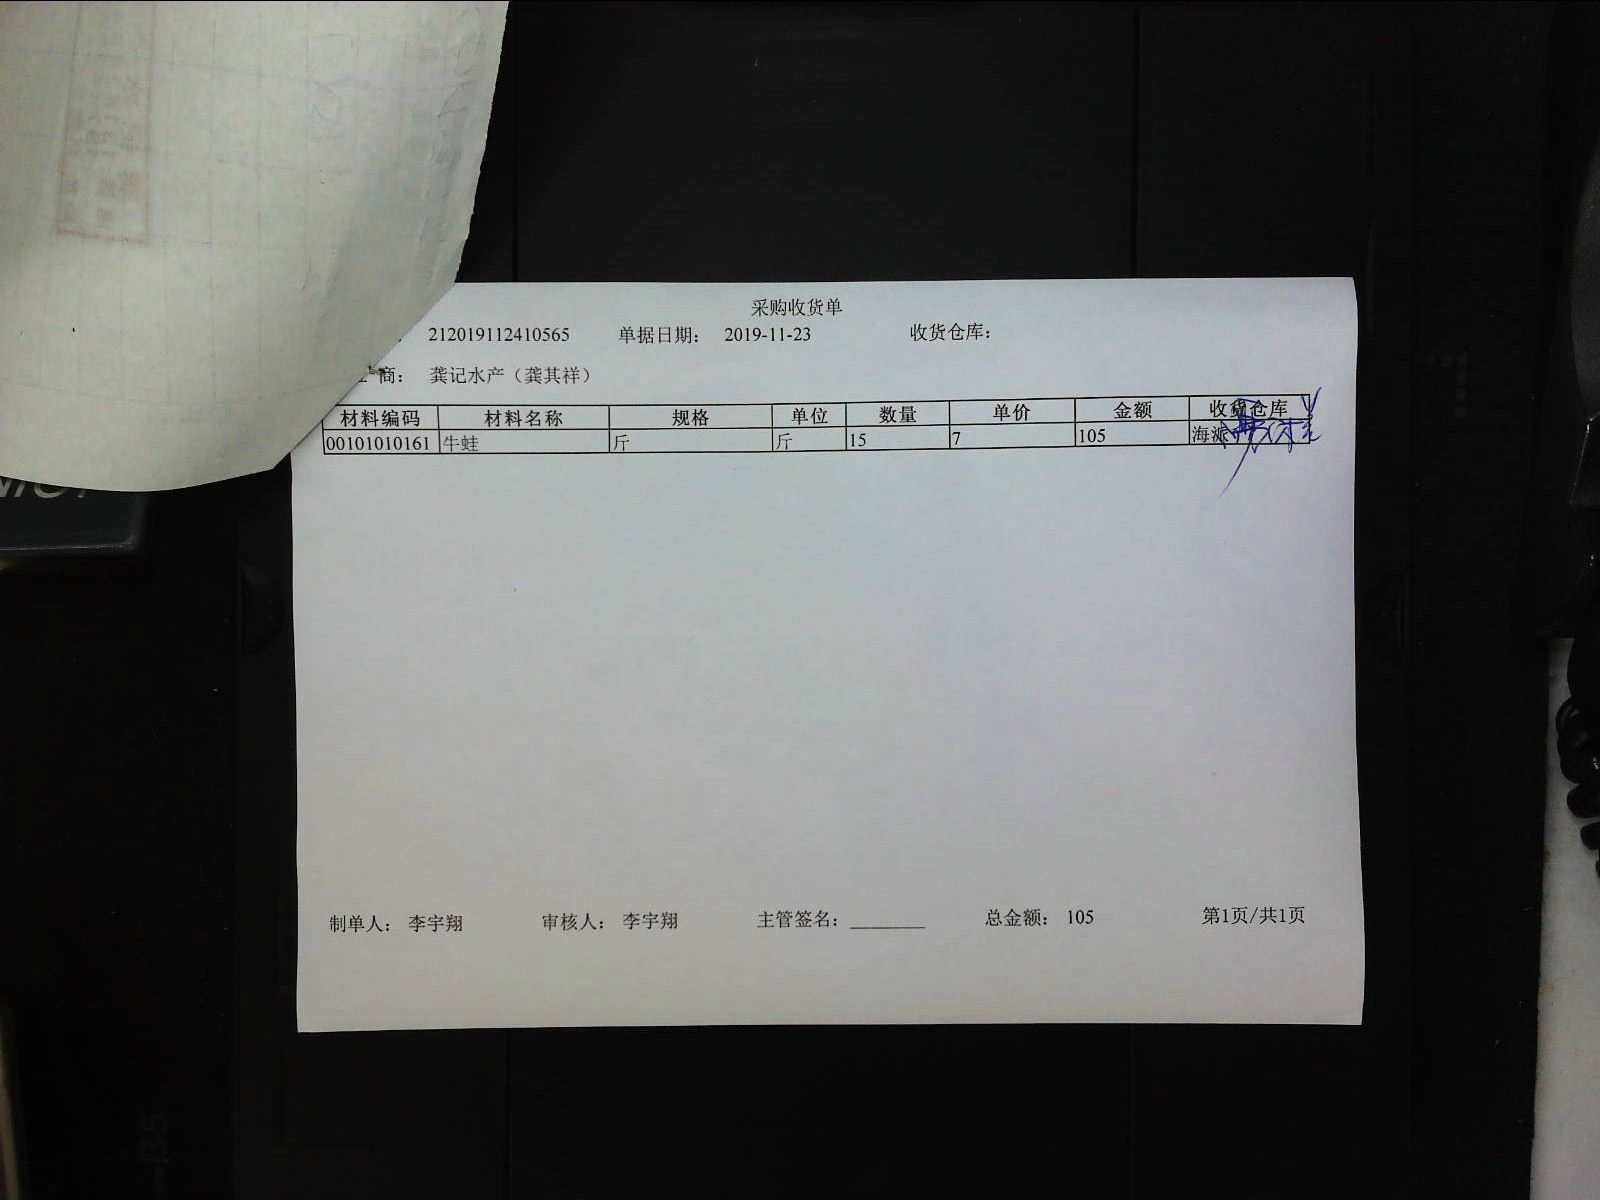 采购收货单
212019112410565 单据日期： 2019-11-23 收货仓库：
商： 龚记水产（龚其祥）
材料编码 材料名称 规格 单位 数量 单价 金额 收货仓库
00101010161 牛蛙 斤 斤 15 7 105 海派
制单人： 李宇翔 审核人： 李宇翔 主管签名：________ 总金额： 105 第1页/共1页